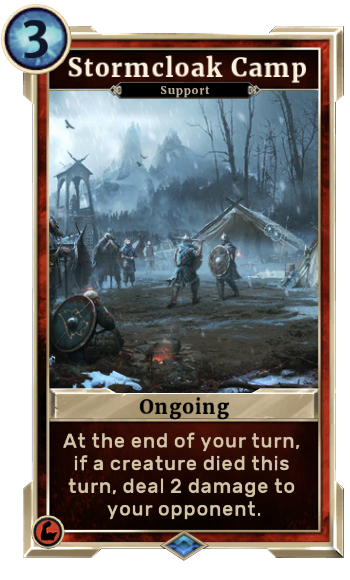 3
Stormcloak Camp
Support
Ongoing
At the end of your turn,
if a creature died this
turn, deal 2 damage to
your opponent.